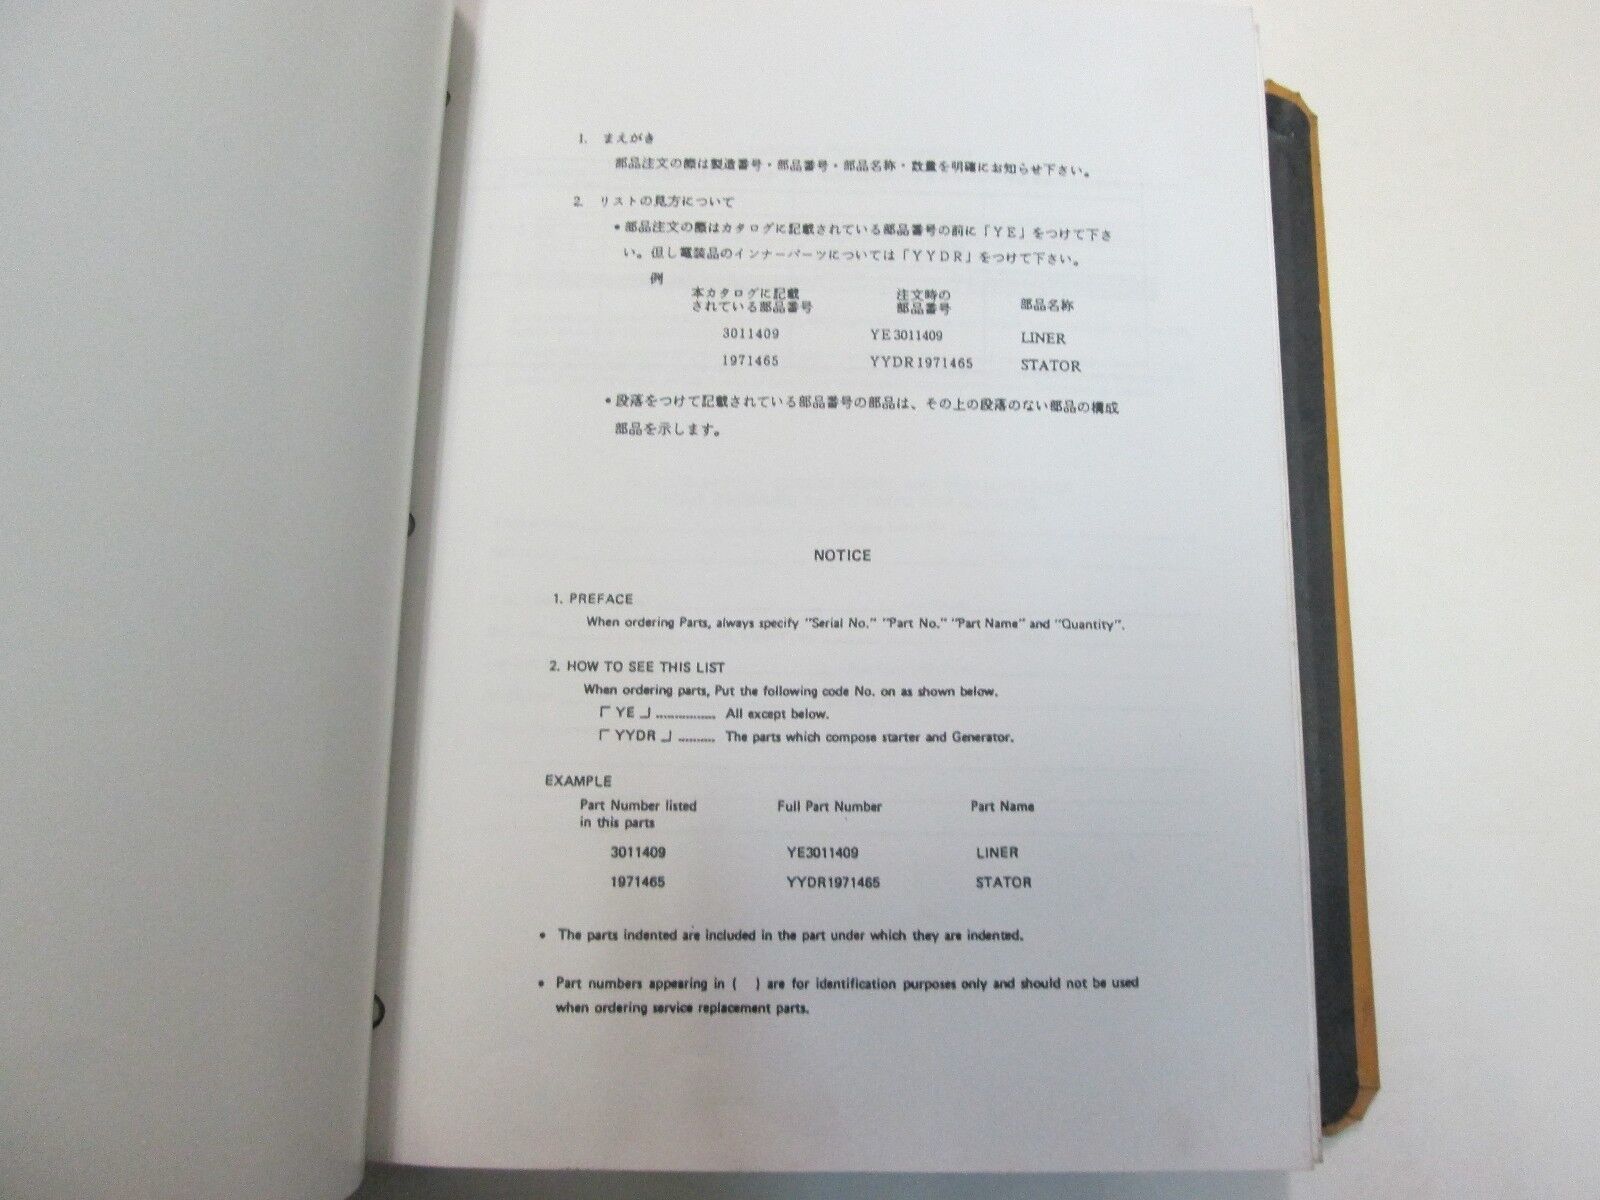 1. まえがき
部品注文の際は製造番号・部品番号・部品名称・数量を明確にお知らせ下さい。
2. リストの見方について
• 部品注文の際はカタログに記載されている部品番号の前に「YE」をつけて下さ
い。但し電装品のインナーパーツについては「YYDR」をつけて下さい。
例
本カタログに記載 注文時の 部品名称
されている部品番号 部品番号
3011409 YE3011409 LINER
1971465 YYDR1971465 STATOR
• 段落をつけて記載されている部品番号の部品は、その上の段落のない部品の構成
部品を示します。
NOTICE
1. PREFACE
When ordering Parts, always specify "Serial No." "Part No." "Part Name" and "Quantity".
2. HOW TO SEE THIS LIST
When ordering parts, Put the following code No. on as shown below.
「 YE 」 ............... All except below.
「 YYDR 」 .......... The parts which compose starter and Generator.
EXAMPLE
Part Number listed Full Part Number Part Name
in this parts
3011409 YE3011409 LINER
1971465 YYDR1971465 STATOR
• The parts indented are included in the part under which they are indented.
• Part numbers appearing in ( ) are for identification purposes only and should not be used
when ordering service replacement parts.